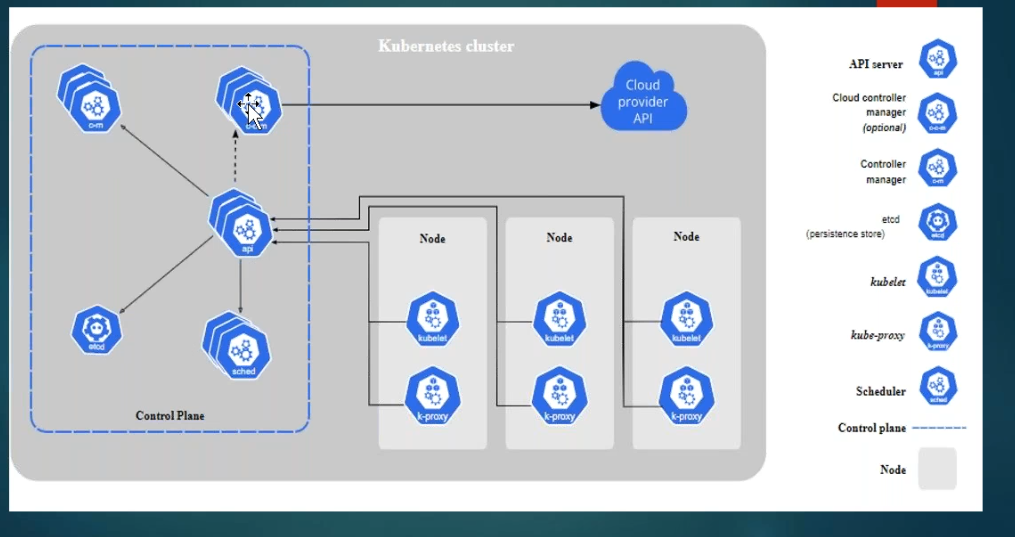 Kubernetes cluster
c-m
Cloud
provider
API
api
etcd
sched
Control Plane
Node
kubelet
k-proxy
Node
kubelet
k-proxy
Node
kubelet
k-proxy
API server
api
Cloud controller
manager
(optional)
c-c-m
Controller
manager
c-m
etcd
(persistence store)
etcd
kubelet
kubelet
kube-proxy
k-proxy
Scheduler
sched
Control plane
Node